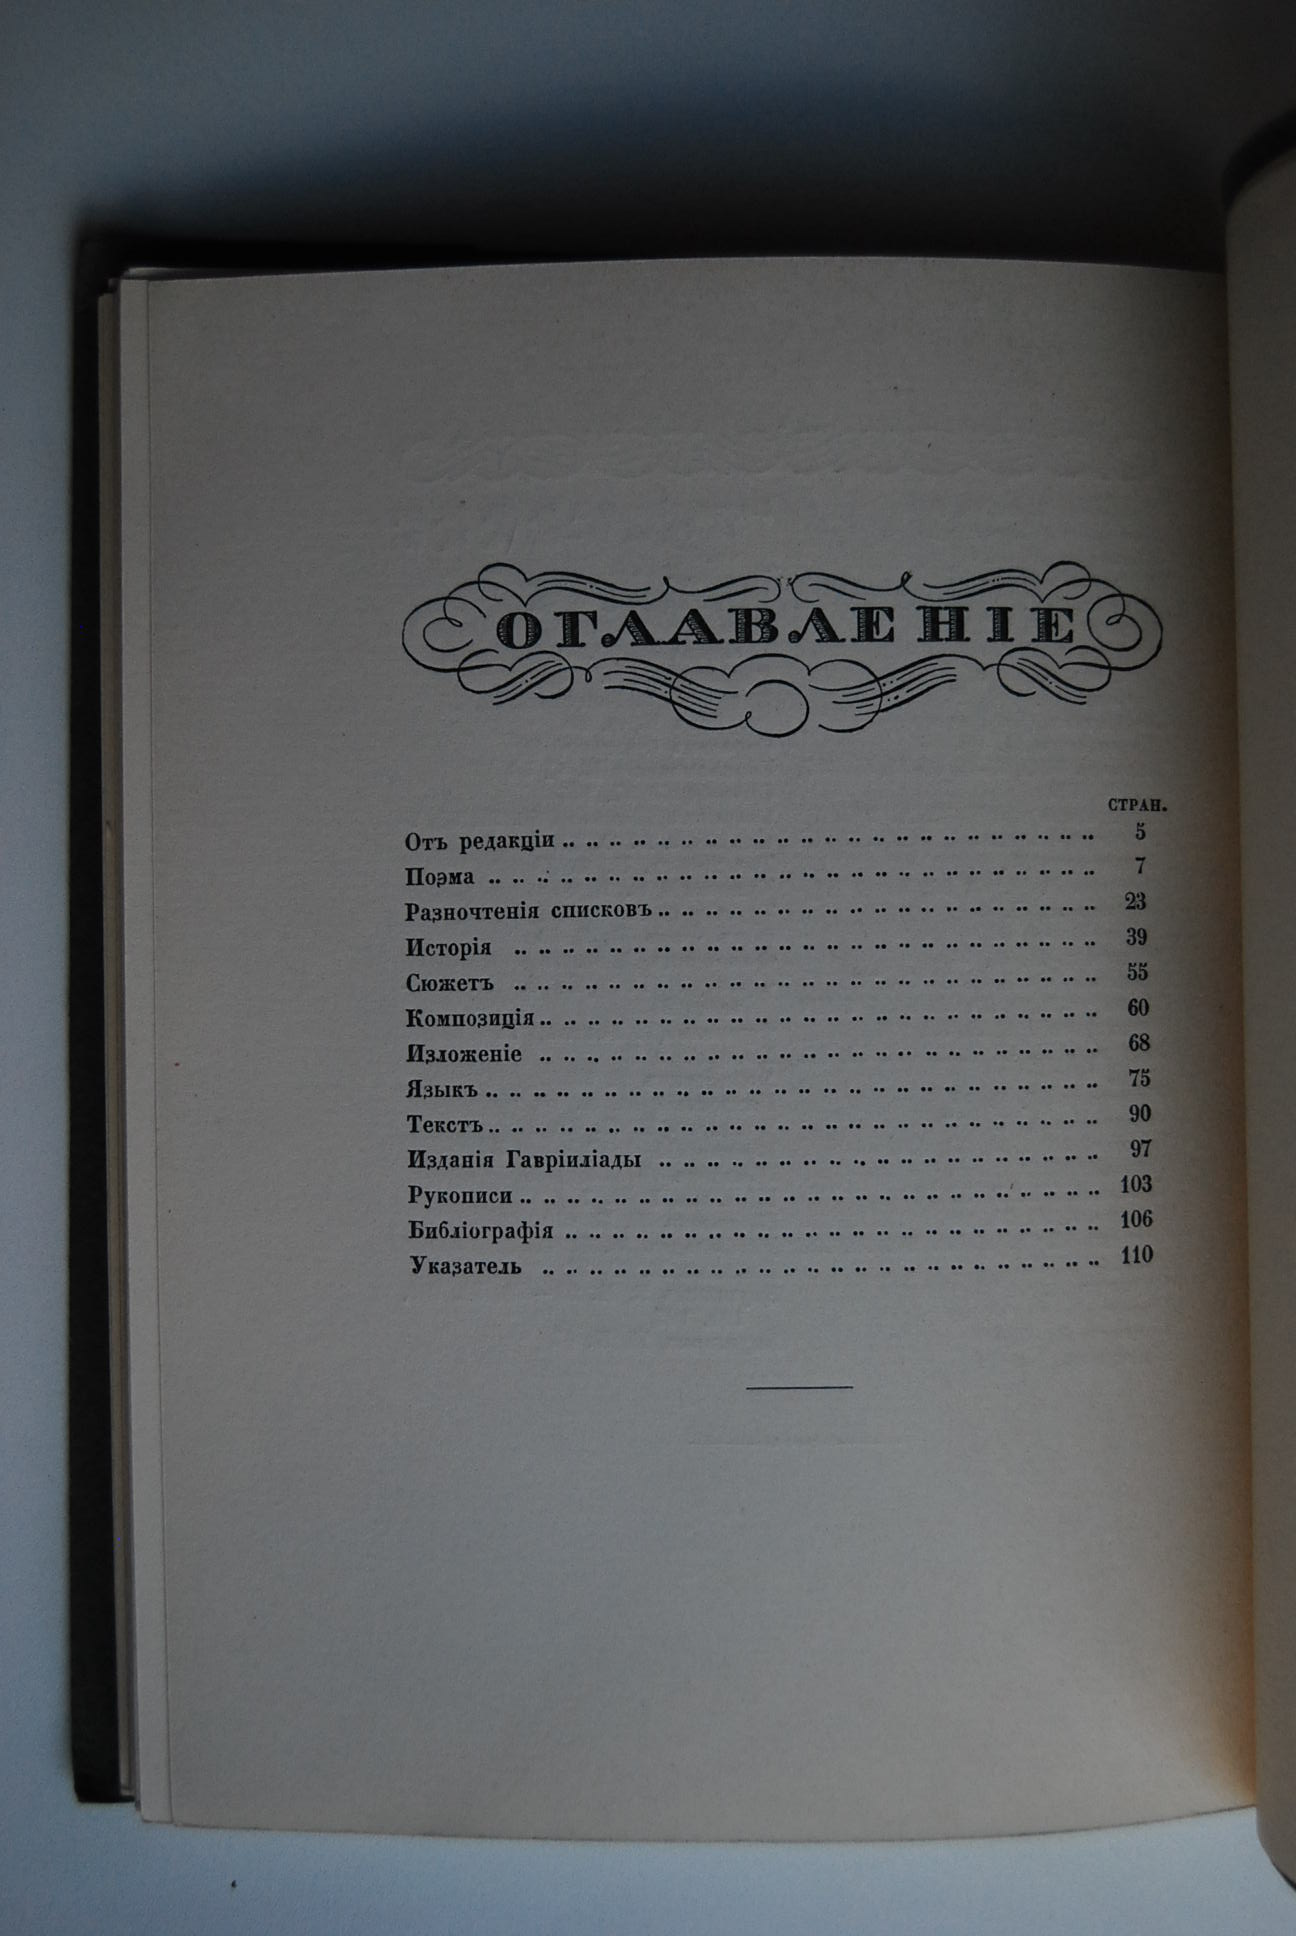 ОГЛАВЛЕНІЕ
СТРАН.
Отъ редакціи .. .. .. .. .. .. .. .. .. .. .. .. .. .. .. .. .. .. .. .. .. .. .. 5
Поэма .. .. .. .. .. .. .. .. .. .. .. .. .. .. .. .. .. .. .. .. .. .. .. .. .. .. 7
Разночтенія списковъ .. .. .. .. .. .. .. .. .. .. .. .. .. .. .. .. .. .. .. 23
Исторія .. .. .. .. .. .. .. .. .. .. .. .. .. .. .. .. .. .. .. .. .. .. .. .. .. 39
Сюжетъ .. .. .. .. .. .. .. .. .. .. .. .. .. .. .. .. .. .. .. .. .. .. .. .. .. 55
Композиція .. .. .. .. .. .. .. .. .. .. .. .. .. .. .. .. .. .. .. .. .. .. .. .. 60
Изложеніе .. .. .. .. .. .. .. .. .. .. .. .. .. .. .. .. .. .. .. .. .. .. .. .. 68
Языкъ .. .. .. .. .. .. .. .. .. .. .. .. .. .. .. .. .. .. .. .. .. .. .. .. .. .. 75
Текстъ .. .. .. .. .. .. .. .. .. .. .. .. .. .. .. .. .. .. .. .. .. .. .. .. .. .. 90
Изданія Гавріиліады .. .. .. .. .. .. .. .. .. .. .. .. .. .. .. .. .. .. .. 97
Рукописи .. .. .. .. .. .. .. .. .. .. .. .. .. .. .. .. .. .. .. .. .. .. .. .. .. 103
Библіографія .. .. .. .. .. .. .. .. .. .. .. .. .. .. .. .. .. .. .. .. .. .. .. 106
Указатель .. .. .. .. .. .. .. .. .. .. .. .. .. .. .. .. .. .. .. .. .. .. .. .. 110